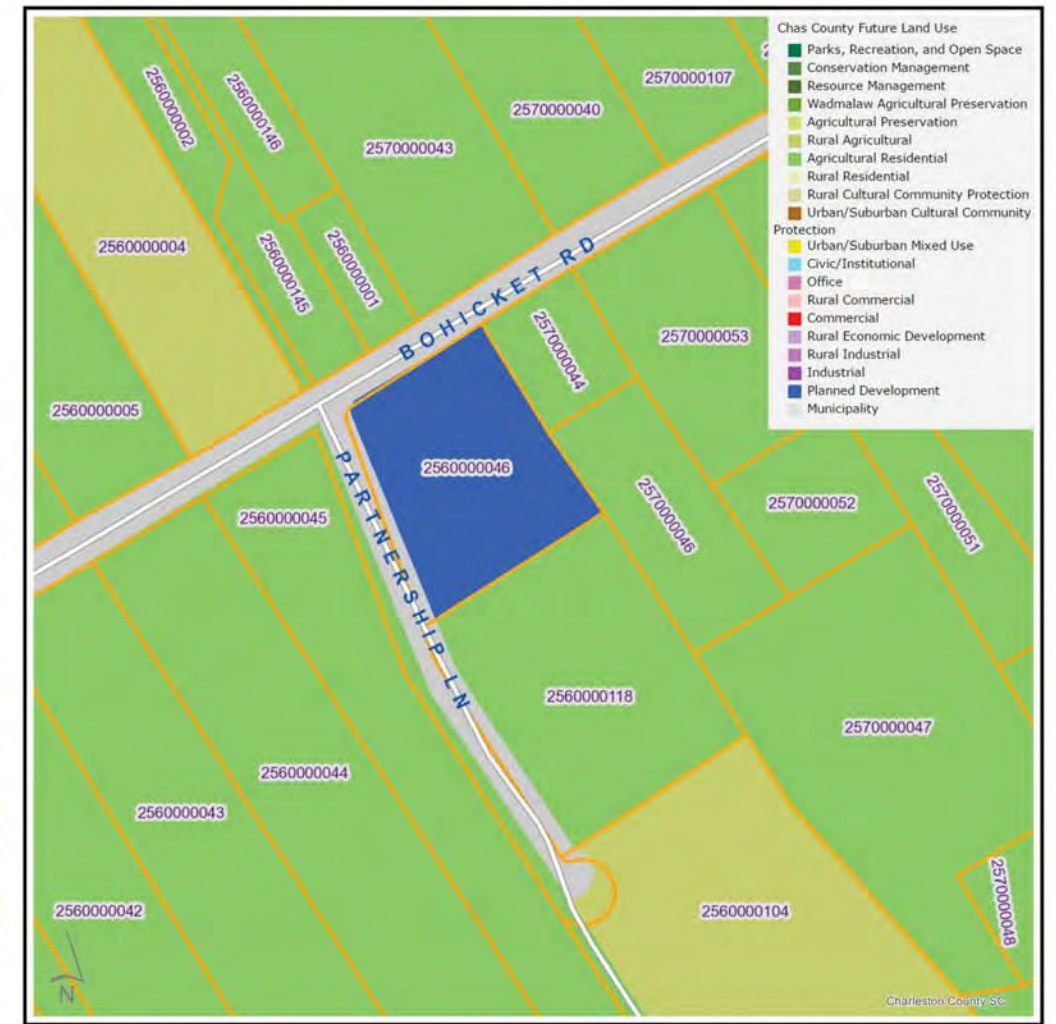 Chas County Future Land Use
Parks, Recreation, and Open Space
Conservation Management
Resource Management
Wadmalaw Agricultural Preservation
Agricultural Preservation
Rural Agricultural
Agricultural Residential
Rural Residential
Rural Cultural Community Protection
Urban/Suburban Cultural Community
Protection
Urban/Suburban Mixed Use
Civic/Institutional
Office
Rural Commercial
Commercial
Rural Economic Development
Rural Industrial
Industrial
Planned Development
Municipality
2560000002
2560000146
2570000107
2570000040
2570000043
2560000004
2560000145
2560000001
BOHICKET RD
2570000044
2570000053
2560000005
2560000046
2560000045
PARTNERSHIP LN
2570000046
2570000052
2570000051
2560000118
2570000047
2560000044
2560000043
2560000042
2560000104
2570000048
N
Charleston County SC